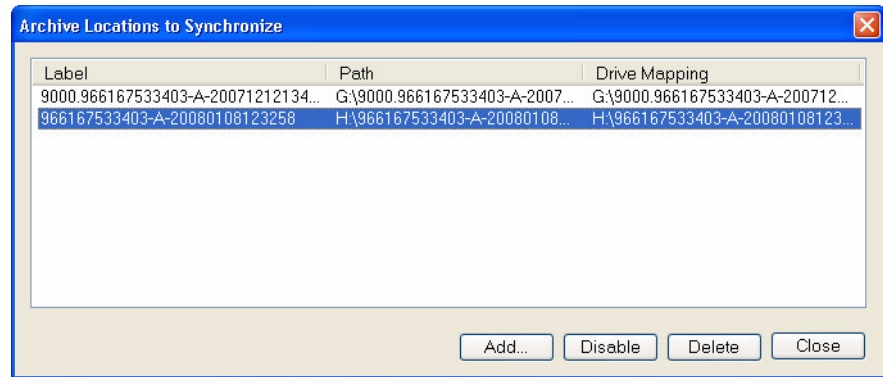 Archive Locations to Synchronize
Label Path Drive Mapping
9000.966167533403-A-20071212134... G:\9000.966167533403-A-2007... G:\9000.966167533403-A-200712...
966167533403-A-20080108123258 H:\966167533403-A-20080108... H:\966167533403-A-20080108123...
Add... Disable Delete Close